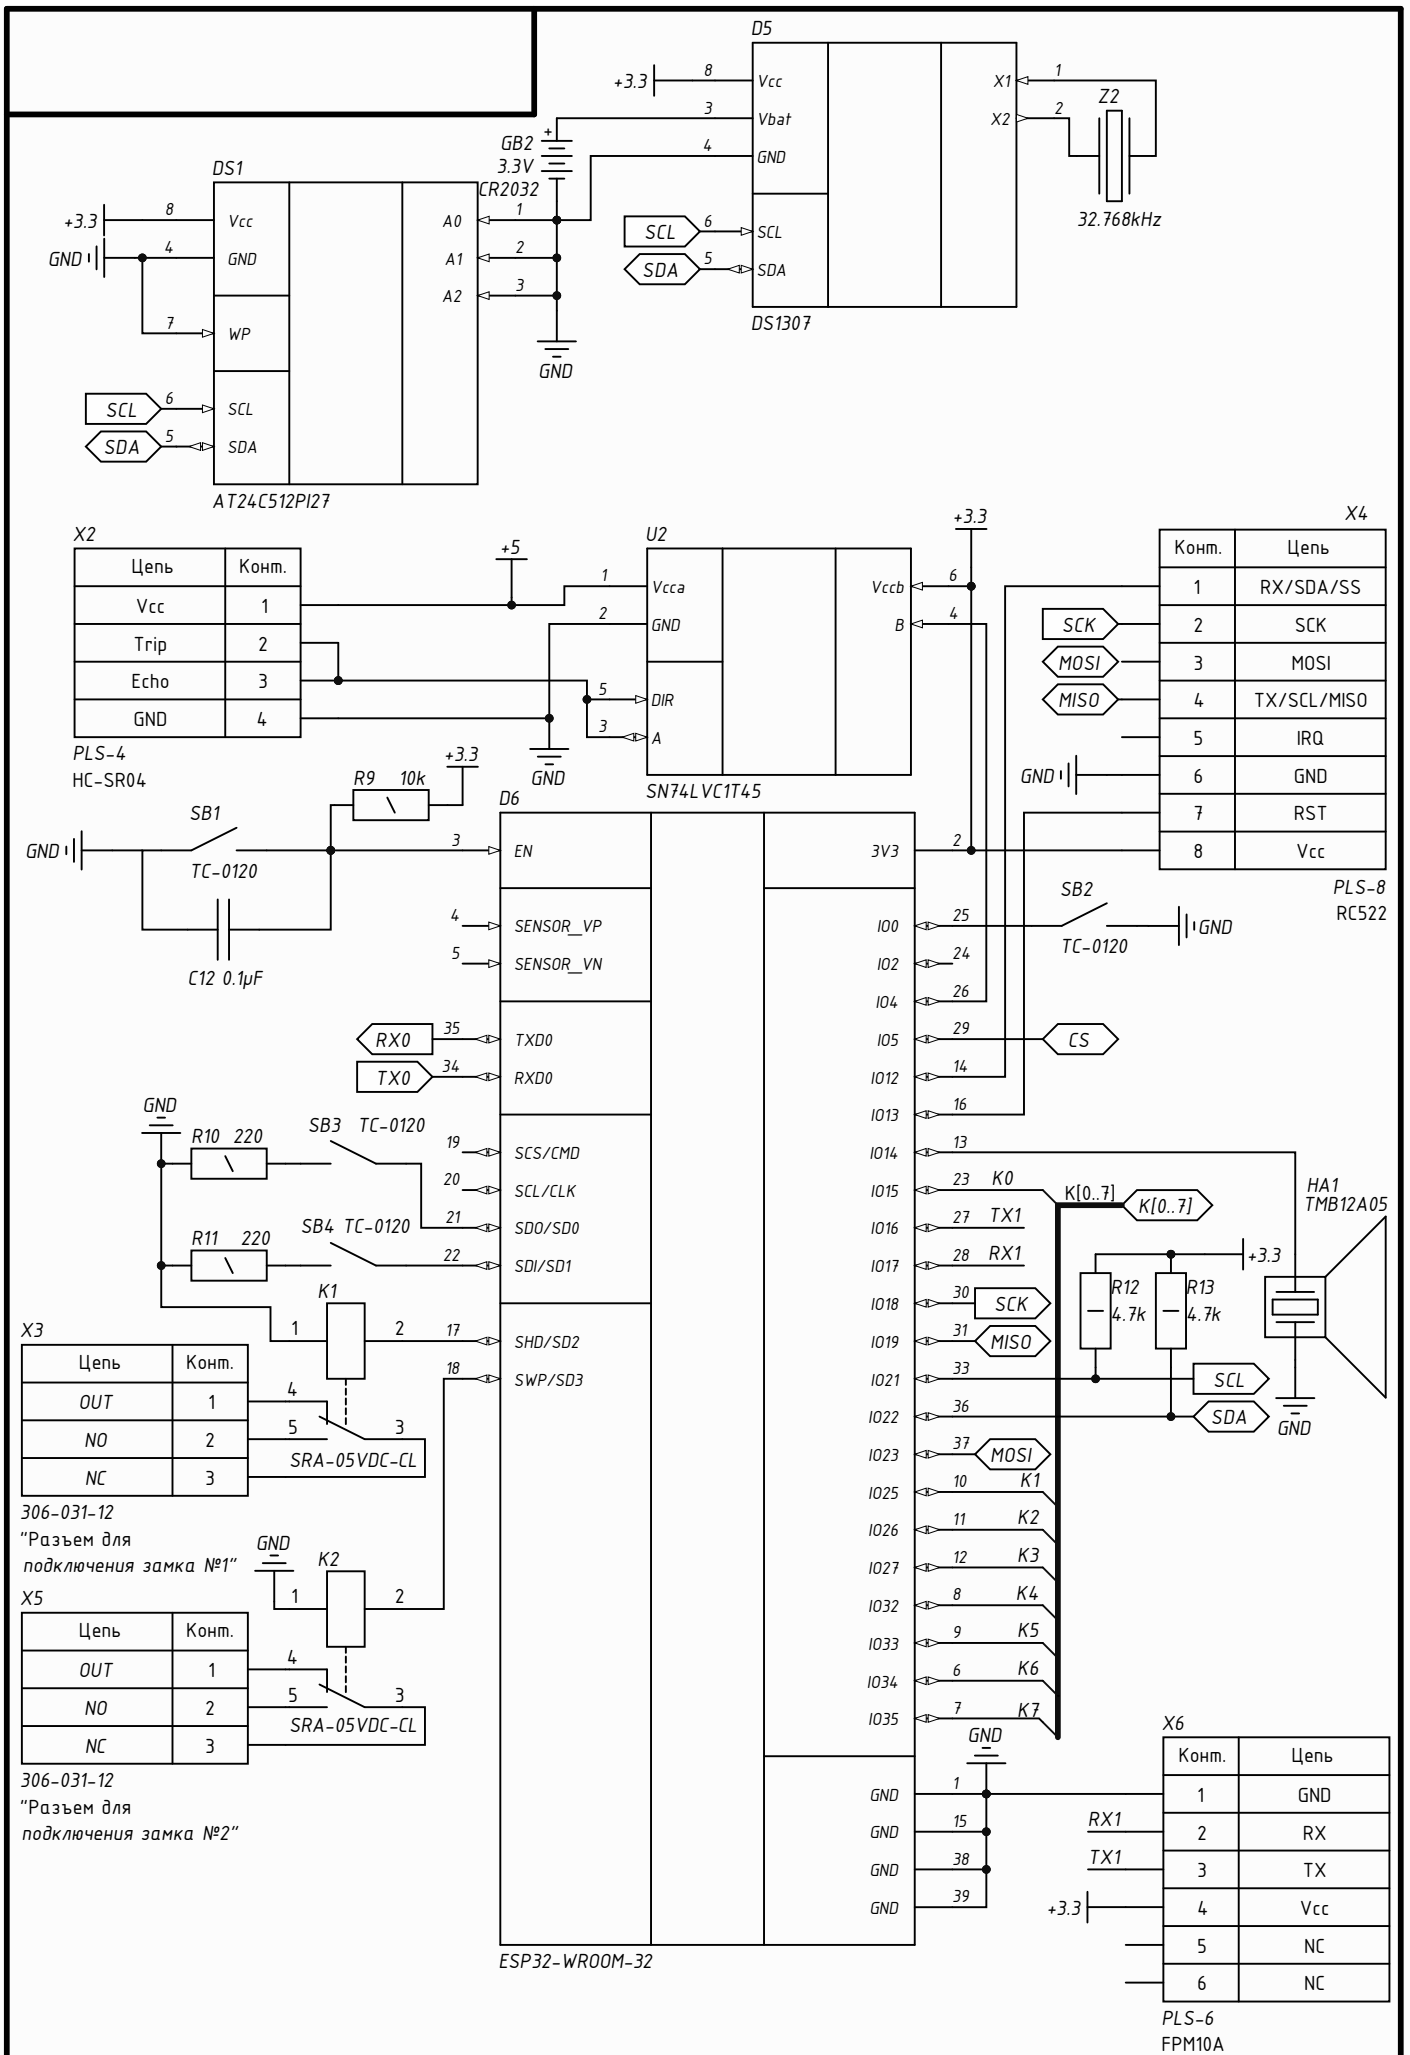 D5
+3.3
8
Vcc
X1
1
3
Vbat
X2
2
Z2
4
GND
GB2
+
3.3V
CR2032
32.768kHz
SCL
6
SCL
SDA
5
SDA
DS1307
DS1
+3.3
8
Vcc
A0
1
GND
4
GND
A1
2
A2
3
7
WP
GND
SCL
6
SCL
SDA
5
SDA
AT24C512PI27
X2
Цепь
Конт.
Vcc
1
Trip
2
Echo
3
GND
4
PLS-4
HC-SR04
+5
U2
1
Vcca
Vccb
6
2
GND
B
4
5
DIR
3
A
SN74LVC1T45
GND
+3.3
X4
Конт.
Цепь
1
RX/SDA/SS
SCK
2
SCK
MOSI
3
MOSI
MISO
4
TX/SCL/MISO
5
IRQ
GND
6
GND
7
RST
8
Vcc
PLS-8
RC522
+3.3
R9
10k
SB1
GND
TC-0120
C12 0.1µF
D6
3
EN
3V3
2
4
SENSOR_VP
IO0
25
SB2
TC-0120
GND
5
SENSOR_VN
IO2
24
IO4
26
RX0
35
TXD0
IO5
29
CS
TX0
34
RXD0
IO12
14
IO13
16
GND
R10
220
SB3
TC-0120
19
SCS/CMD
IO14
13
20
SCL/CLK
IO15
23
K0
K[0..7]
K[0..7]
HA1
TMB12A05
21
SDO/SD0
IO16
27
TX1
R11
220
SB4
TC-0120
22
SDI/SD1
IO17
28
RX1
+3.3
R12
4.7k
R13
4.7k
IO18
30
SCK
K1
1
2
17
SHD/SD2
IO19
31
MISO
18
SWP/SD3
IO21
33
SCL
IO22
36
SDA
GND
IO23
37
MOSI
X3
Цепь
Конт.
OUT
1
4
NO
2
5
3
NC
3
SRA-05VDC-CL
306-031-12
"Разъем для
подключения замка №1"
IO25
10
K1
IO26
11
K2
IO27
12
K3
IO32
8
K4
IO33
9
K5
IO34
6
K6
IO35
7
K7
GND
K2
1
2
X5
Цепь
Конт.
OUT
1
4
NO
2
5
3
NC
3
SRA-05VDC-CL
306-031-12
"Разъем для
подключения замка №2"
GND
GND
1
GND
15
GND
38
GND
39
ESP32-WROOM-32
X6
Конт.
Цепь
1
GND
RX1
2
RX
TX1
3
TX
+3.3
4
Vcc
5
NC
6
NC
PLS-6
FPM10A